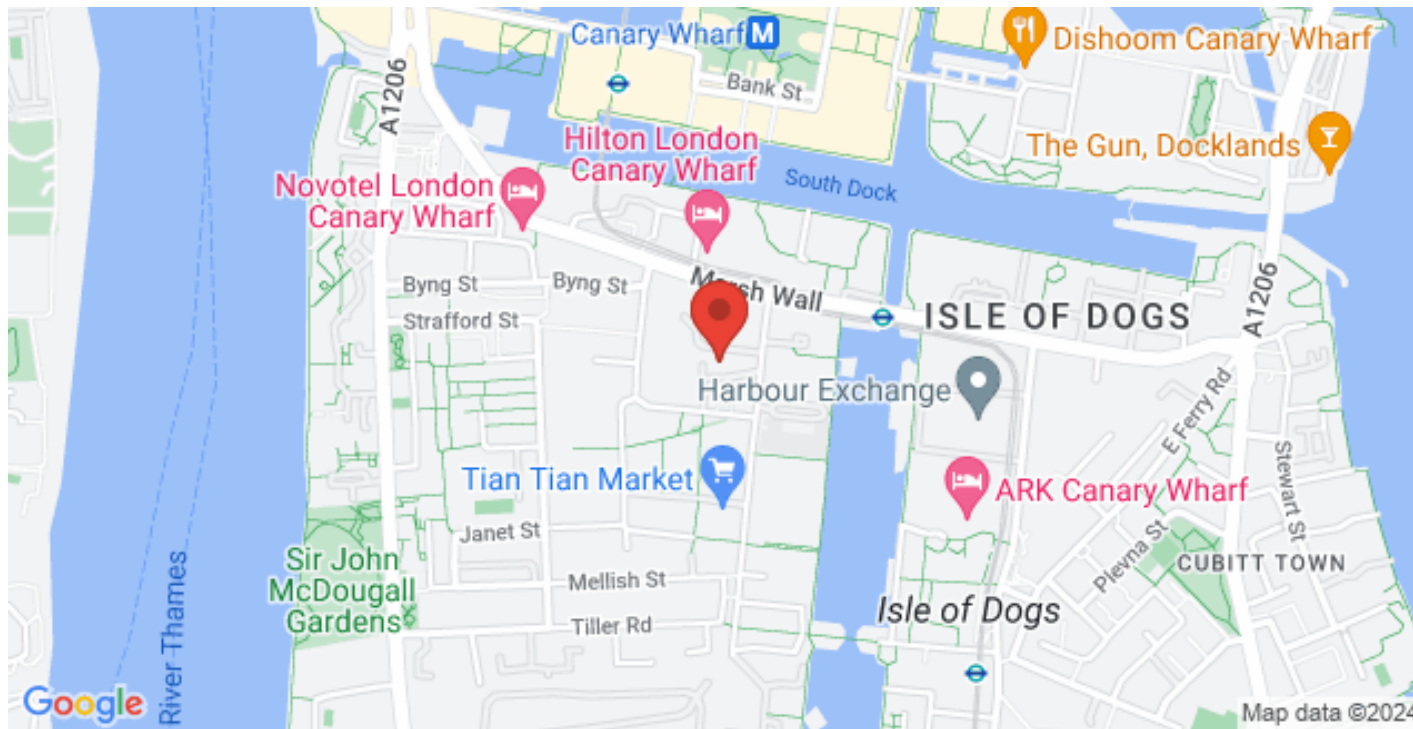 Canary Wharf
M
Dishoom Canary Wharf
A1206
Bank St
The Gun, Docklands
Hilton London
Canary Wharf
South Dock
Novotel London
Canary Wharf
Byng St
Byng St
Marsh Wall
ISLE OF DOGS
A1206
Strafford St
Harbour Exchange
E Ferry Rd
Tian Tian Market
ARK Canary Wharf
Stewart St
Janet St
Plevna St
Sir John
McDougall
Gardens
CUBITT TOWN
Mellish St
Isle of Dogs
Tiller Rd
River Thames
Google
Map data ©2024